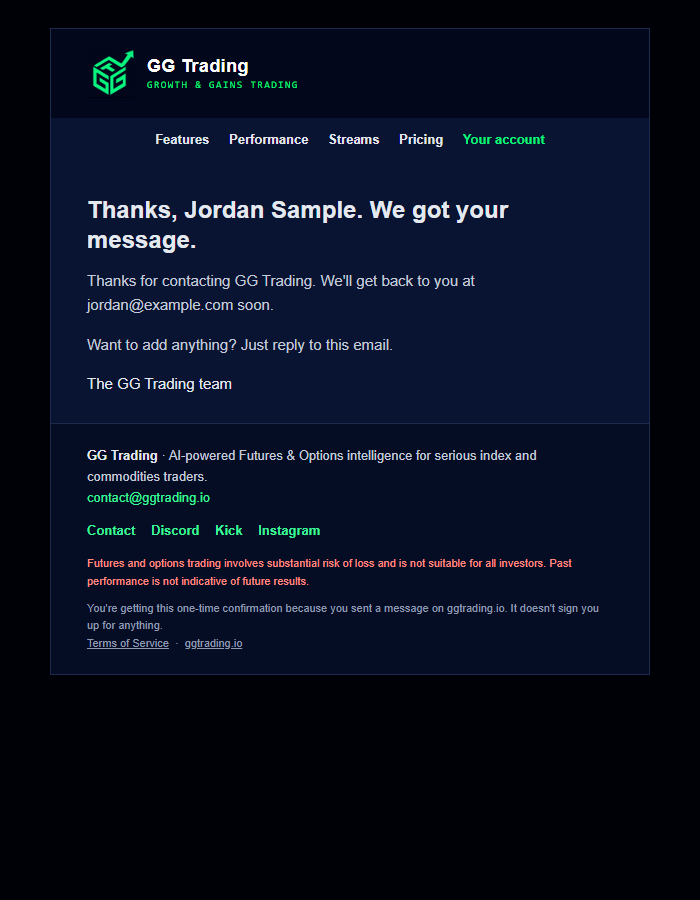 GG Trading
GROWTH & GAINS TRADING
Features Performance Streams Pricing Your account
Thanks, Jordan Sample. We got your
message.
Thanks for contacting GG Trading. We'll get back to you at
jordan@example.com soon.
Want to add anything? Just reply to this email.
The GG Trading team
GG Trading · AI-powered Futures & Options intelligence for serious index and
commodities traders.
contact@ggtrading.io
Contact Discord Kick Instagram
Futures and options trading involves substantial risk of loss and is not suitable for all investors. Past
performance is not indicative of future results.
You're getting this one-time confirmation because you sent a message on ggtrading.io. It doesn't sign you
up for anything.
Terms of Service · ggtrading.io